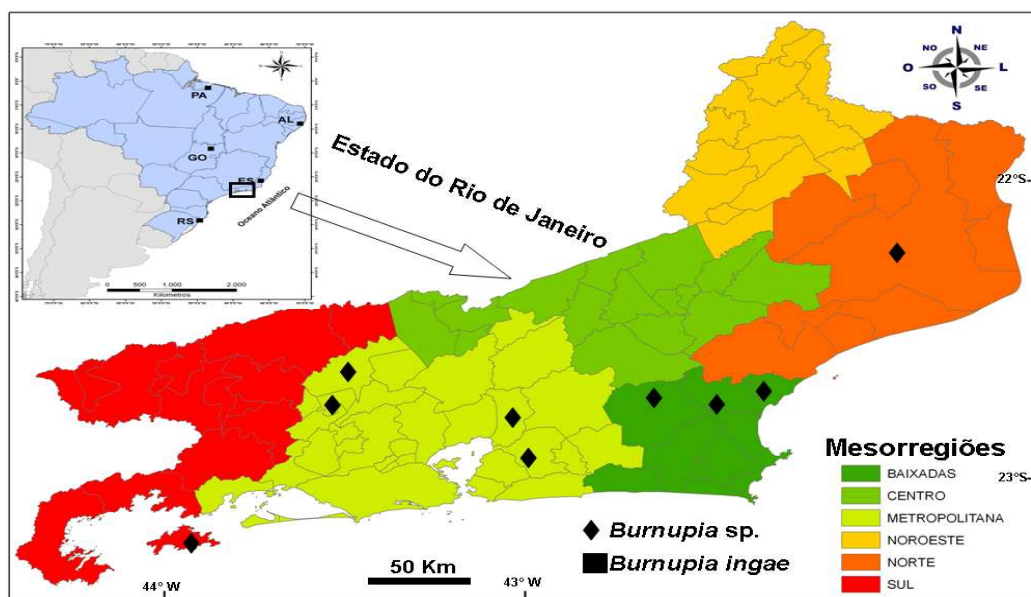 PA
AL
GO
ES
RS
Oceano Atlântico
0 500 1.000 2.000
Kilometros
Estado do Rio de Janeiro
N
NO NE
O L
SO SE
S
22°S
23°S
44° W
43° W
50 Km
Burnupia sp.
Burnupia ingae
Mesorregiões
BAIXADAS
CENTRO
METROPOLITANA
NOROESTE
NORTE
SUL